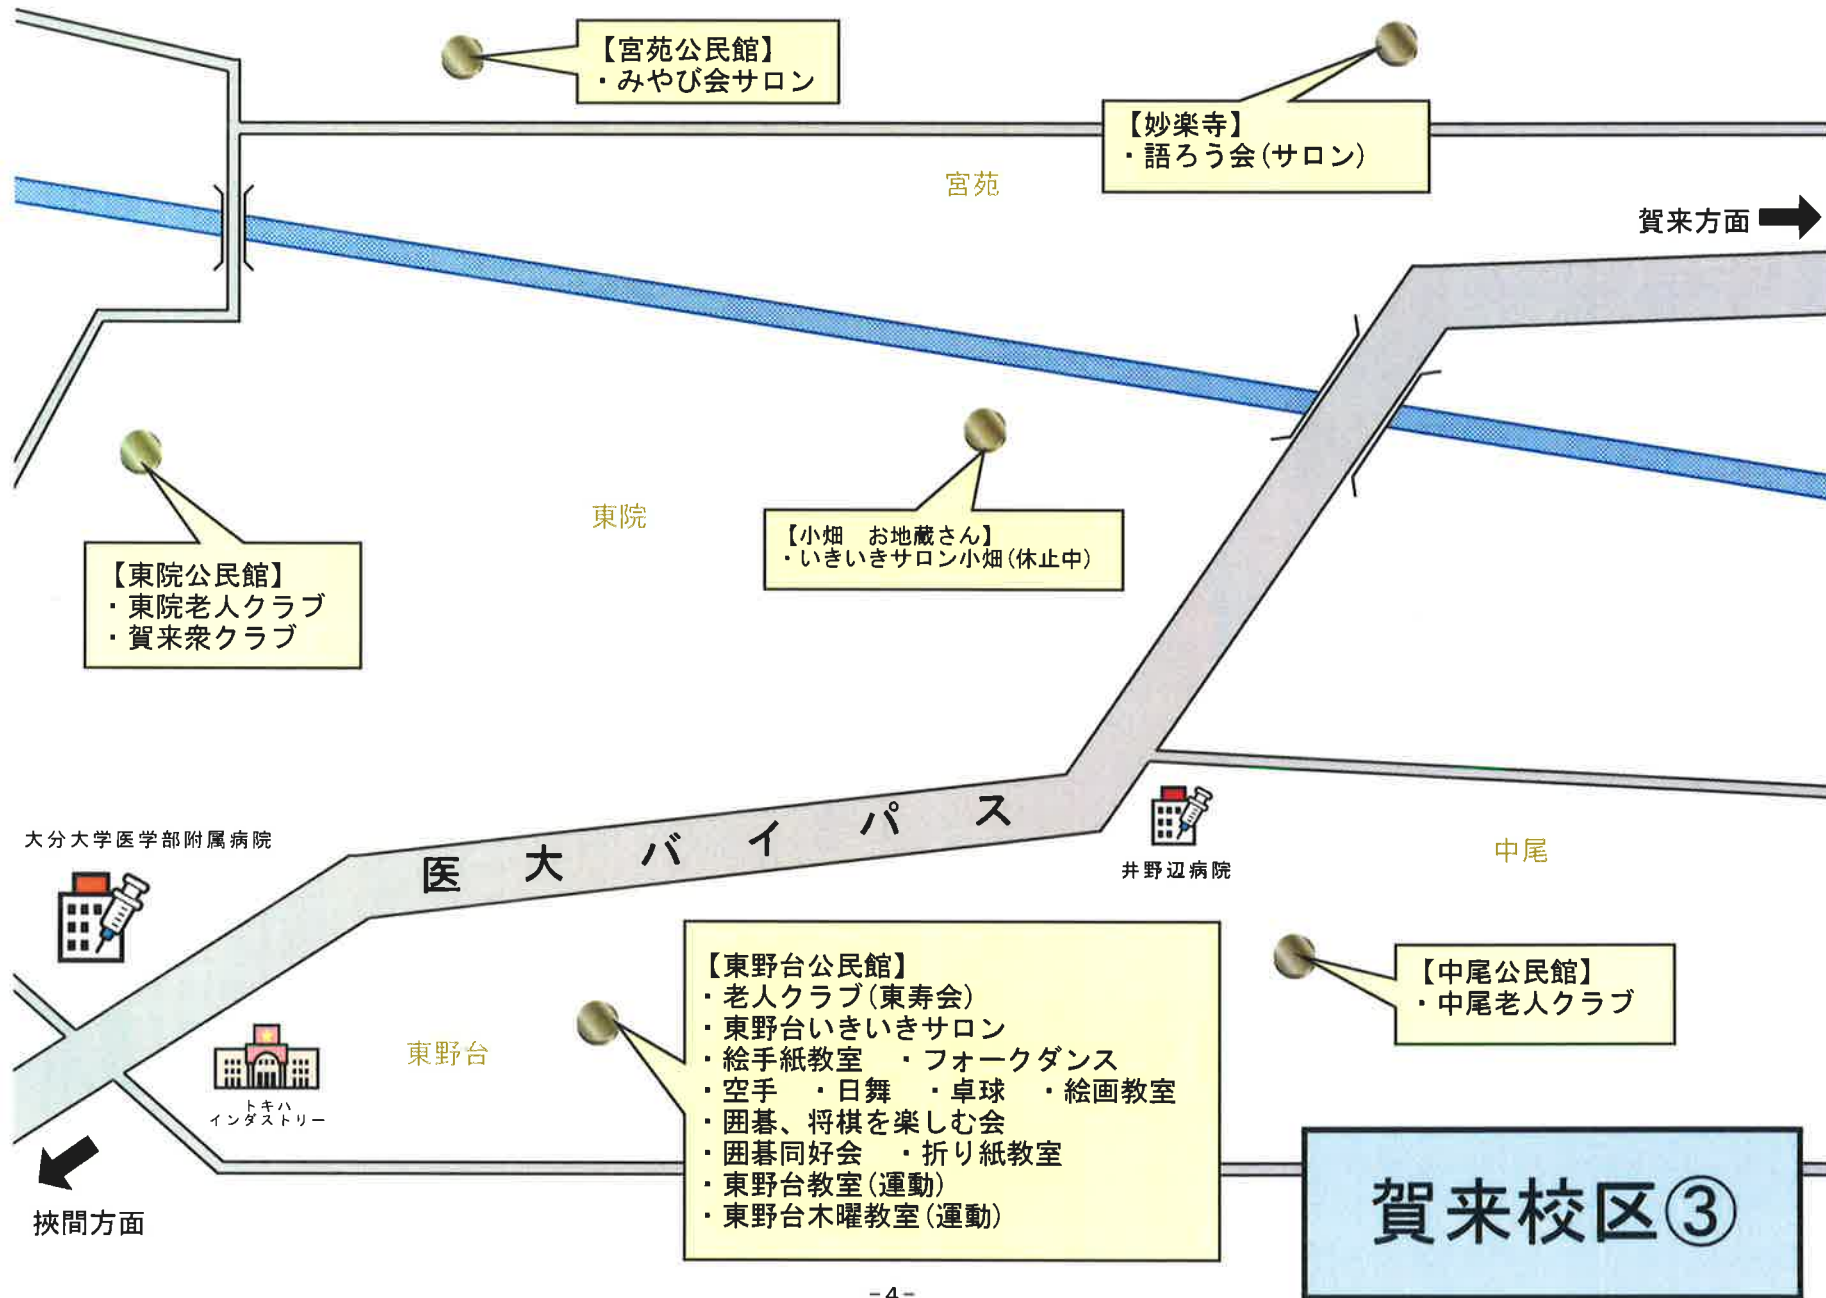 【宮苑公民館】
・みやび会サロン
【妙楽寺】
・語ろう会(サロン)
宮苑
賀来方面
東院
【小畑　お地蔵さん】
・いきいきサロン小畑(休止中)
【東院公民館】
・東院老人クラブ
・賀来衆クラブ
医大バイパス
大分大学医学部附属病院
井野辺病院
中尾
【東野台公民館】
・老人クラブ(東寿会)
・東野台いきいきサロン
・絵手紙教室　・フォークダンス
・空手　・日舞　・卓球　・絵画教室
・囲碁、将棋を楽しむ会
・囲碁同好会　・折り紙教室
・東野台教室(運動)
・東野台木曜教室(運動)
【中尾公民館】
・中尾老人クラブ
東野台
トキハ
インダストリー
挾間方面
賀来校区③
-4-